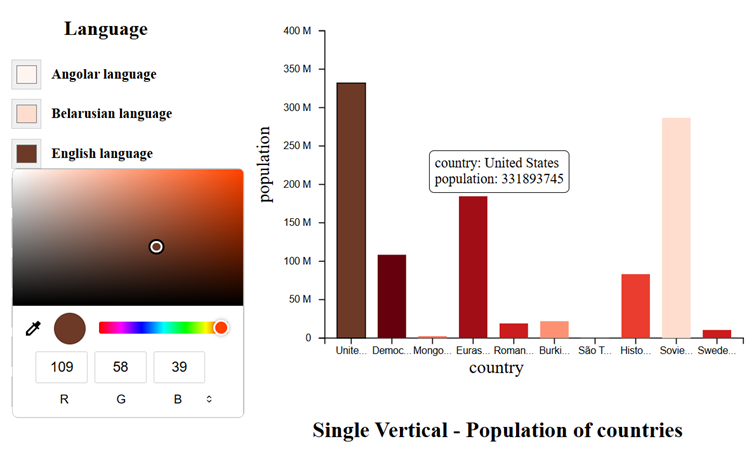 Language
Angolar language
Belarusian language
English language
109
58
39
R
G
B
population
400 M
350 M
300 M
250 M
200 M
150 M
100 M
50 M
0
country: United States
population: 331893745
Unite...
Democ...
Mongo...
Euras...
Roman...
Burki...
São T...
Histo...
Sovie...
Swede...
country
Single Vertical - Population of countries